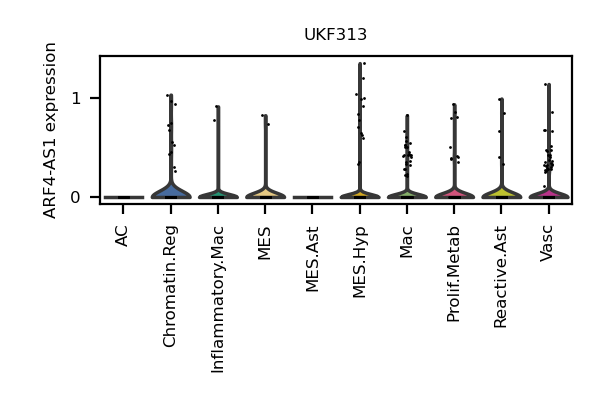 UKF313
ARF4-AS1 expression
1
0
AC
Chromatin.Reg
Inflammatory.Mac
MES
MES.Ast
MES.Hyp
Mac
Prolif.Metab
Reactive.Ast
Vasc